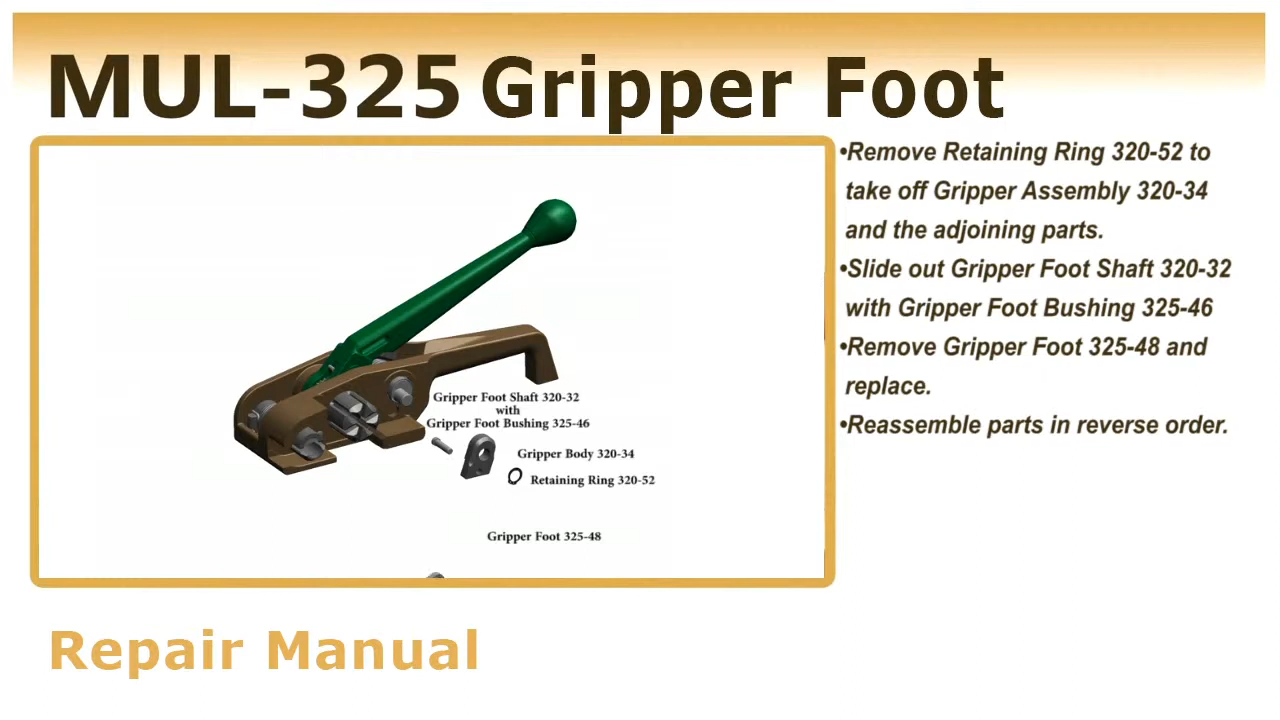 MUL-325 Gripper Foot
•Remove Retaining Ring 320-52 to
take off Gripper Assembly 320-34
and the adjoining parts.
•Slide out Gripper Foot Shaft 320-32
with Gripper Foot Bushing 325-46
•Remove Gripper Foot 325-48 and
replace.
•Reassemble parts in reverse order.
Gripper Foot Shaft 320-32
with
Gripper Foot Bushing 325-46
Gripper Body 320-34
Retaining Ring 320-52
Gripper Foot 325-48
Repair Manual